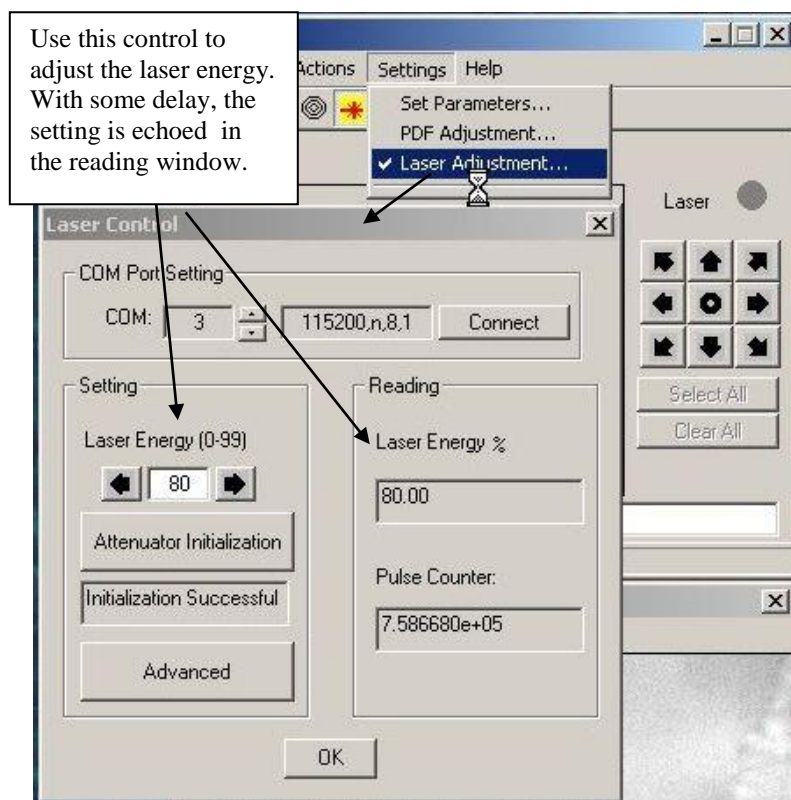 Use this control to
adjust the laser energy.
With some delay, the
setting is echoed in
the reading window.
Actions Settings Help
Set Parameters...
PDF Adjustment...
Laser Adjustment...
Laser
Select All
Clear All
Laser Control
COM Port Setting
COM: 3 115200,n,8,1 Connect
Setting
Laser Energy (0-99)
80
Attenuator Initialization
Initialization Successful
Advanced
Reading
Laser Energy %
80.00
Pulse Counter:
7.586680e+05
OK